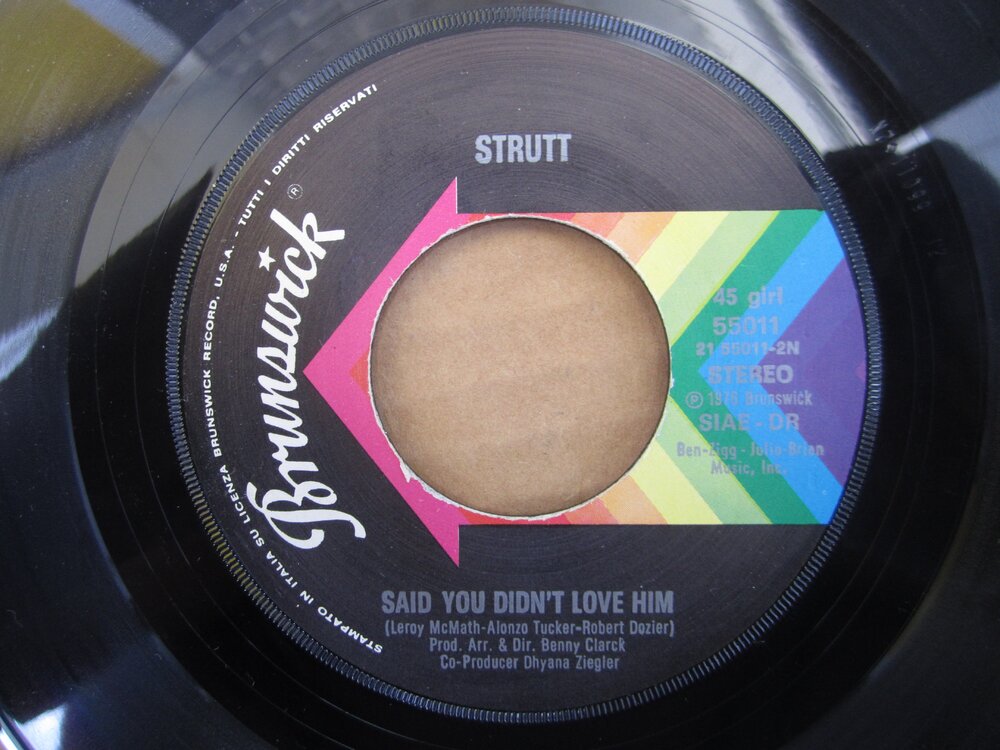 STRUTT
Brunswick ®
STAMPATO IN ITALIA SU LICENZA BRUNSWICK RECORD. U.S.A. - TUTTI I DIRITTI RISERVATI
45 giri
55011
21 55011-2N
STEREO
℗ 1976 Brunswick
SIAE - DR
Ben-Zigg - Julio-Brian
Music, Inc.
SAID YOU DIDN'T LOVE HIM
(Leroy McMath-Alonzo Tucker-Robert Dozier)
Prod. Arr. & Dir. Benny Clarck
Co-Producer Dhyana Ziegler